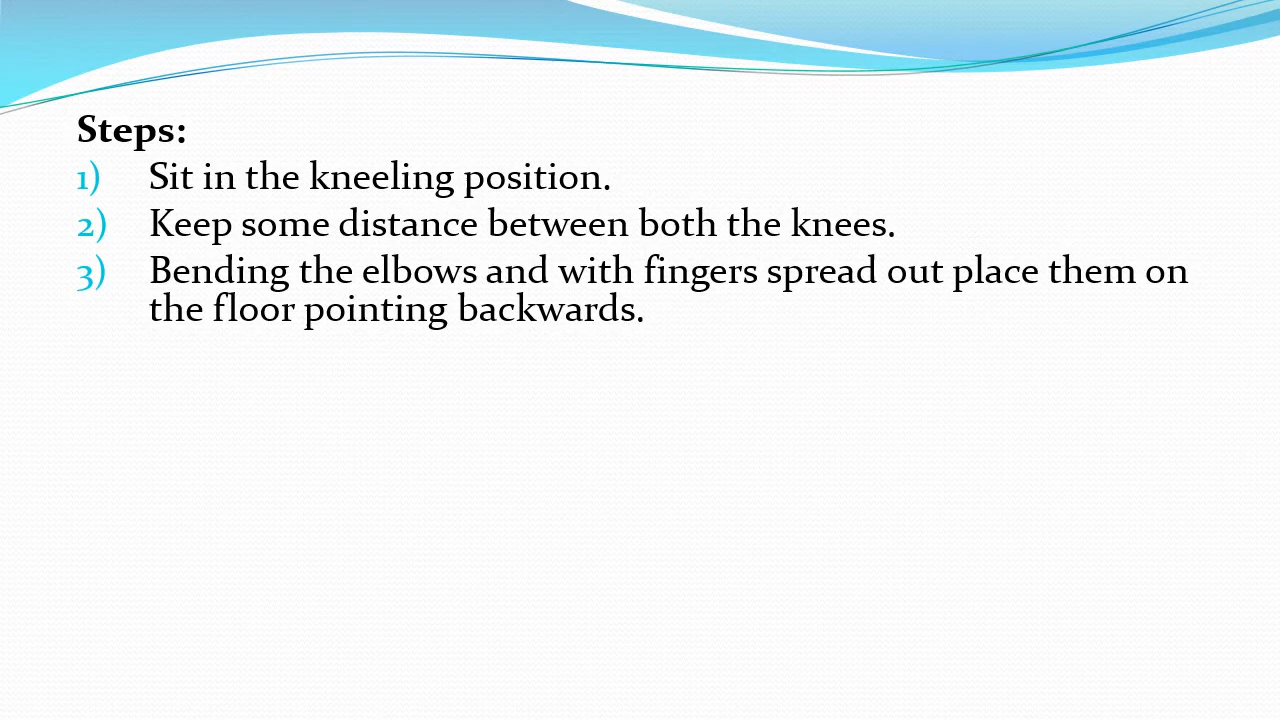 Steps:
1) Sit in the kneeling position.
2) Keep some distance between both the knees.
3) Bending the elbows and with fingers spread out place them on
the floor pointing backwards.